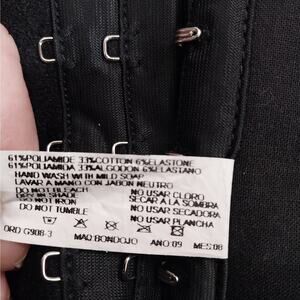 61%POLIAMIDE 33%COTTON 6%ELASTONE
61%POLIAMIDA 33%ALGODON 6%ELASTANO
HAND WASH WITH MILD SOAP
LAVAR A MANO CON JABON NEUTRO
DO NOT BLEACH NO USAR CLORO
DRY IN SHADE SECAR A LA SOMBRA
DO NOT IRON NO USAR SECADORA
DO NOT TUMBLE NO USAR PLANCHA
ORD G908-3 MAQ BONDOJO ANO 09 MES 08